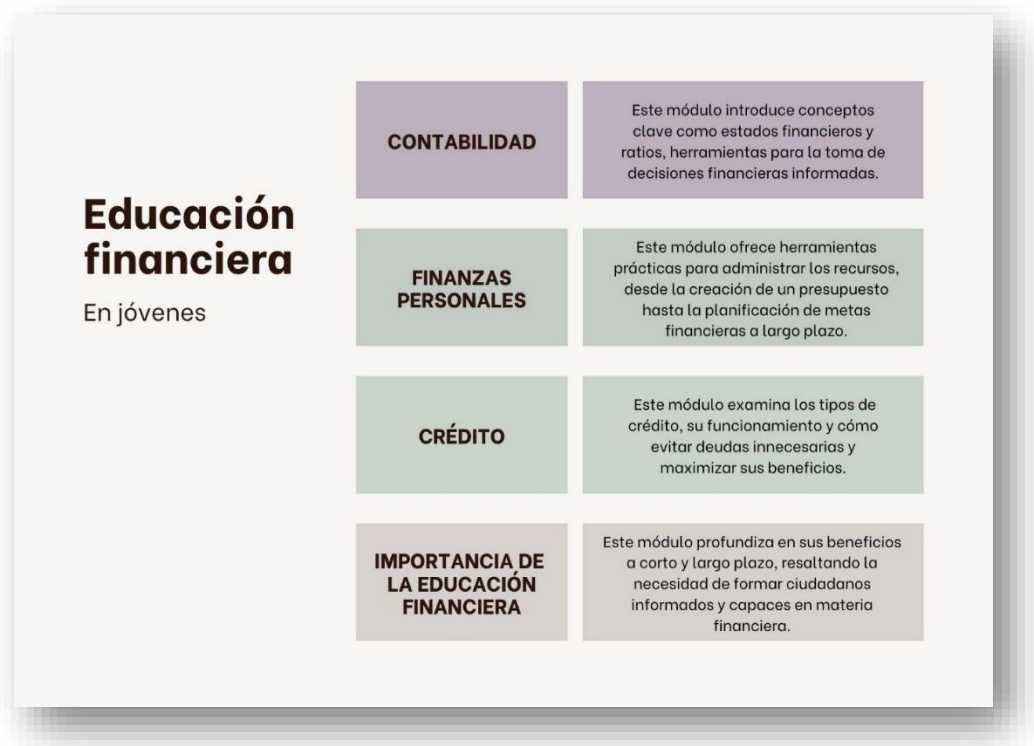 Educación
financiera
En jóvenes
CONTABILIDAD
Este módulo introduce conceptos
clave como estados financieros y
ratios, herramientas para la toma de
decisiones financieras informadas.
FINANZAS
PERSONALES
Este módulo ofrece herramientas
prácticas para administrar los recursos,
desde la creación de un presupuesto
hasta la planificación de metas
financieras a largo plazo.
CRÉDITO
Este módulo examina los tipos de
crédito, su funcionamiento y cómo
evitar deudas innecesarias y
maximizar sus beneficios.
IMPORTANCIA DE
LA EDUCACIÓN
FINANCIERA
Este módulo profundiza en sus beneficios
a corto y largo plazo, resaltando la
necesidad de formar ciudadanos
informados y capaces en materia
financiera.